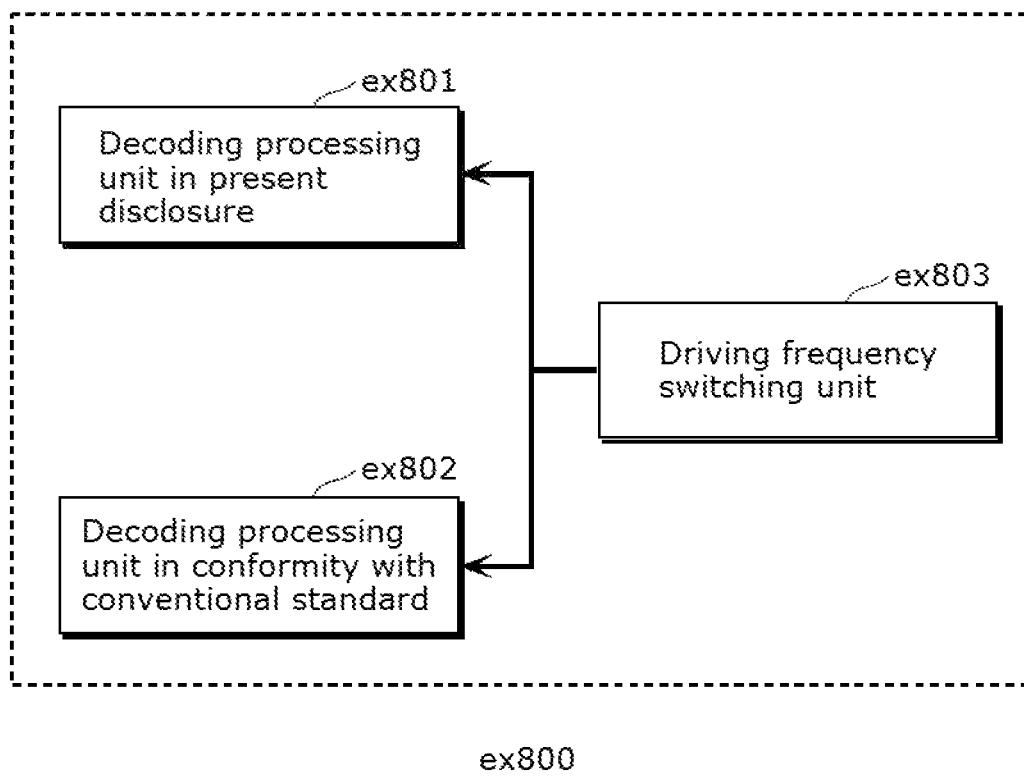 ex801
Decoding processing
unit in present
disclosure
ex803
Driving frequency
switching unit
ex802
Decoding processing
unit in conformity with
conventional standard
ex800